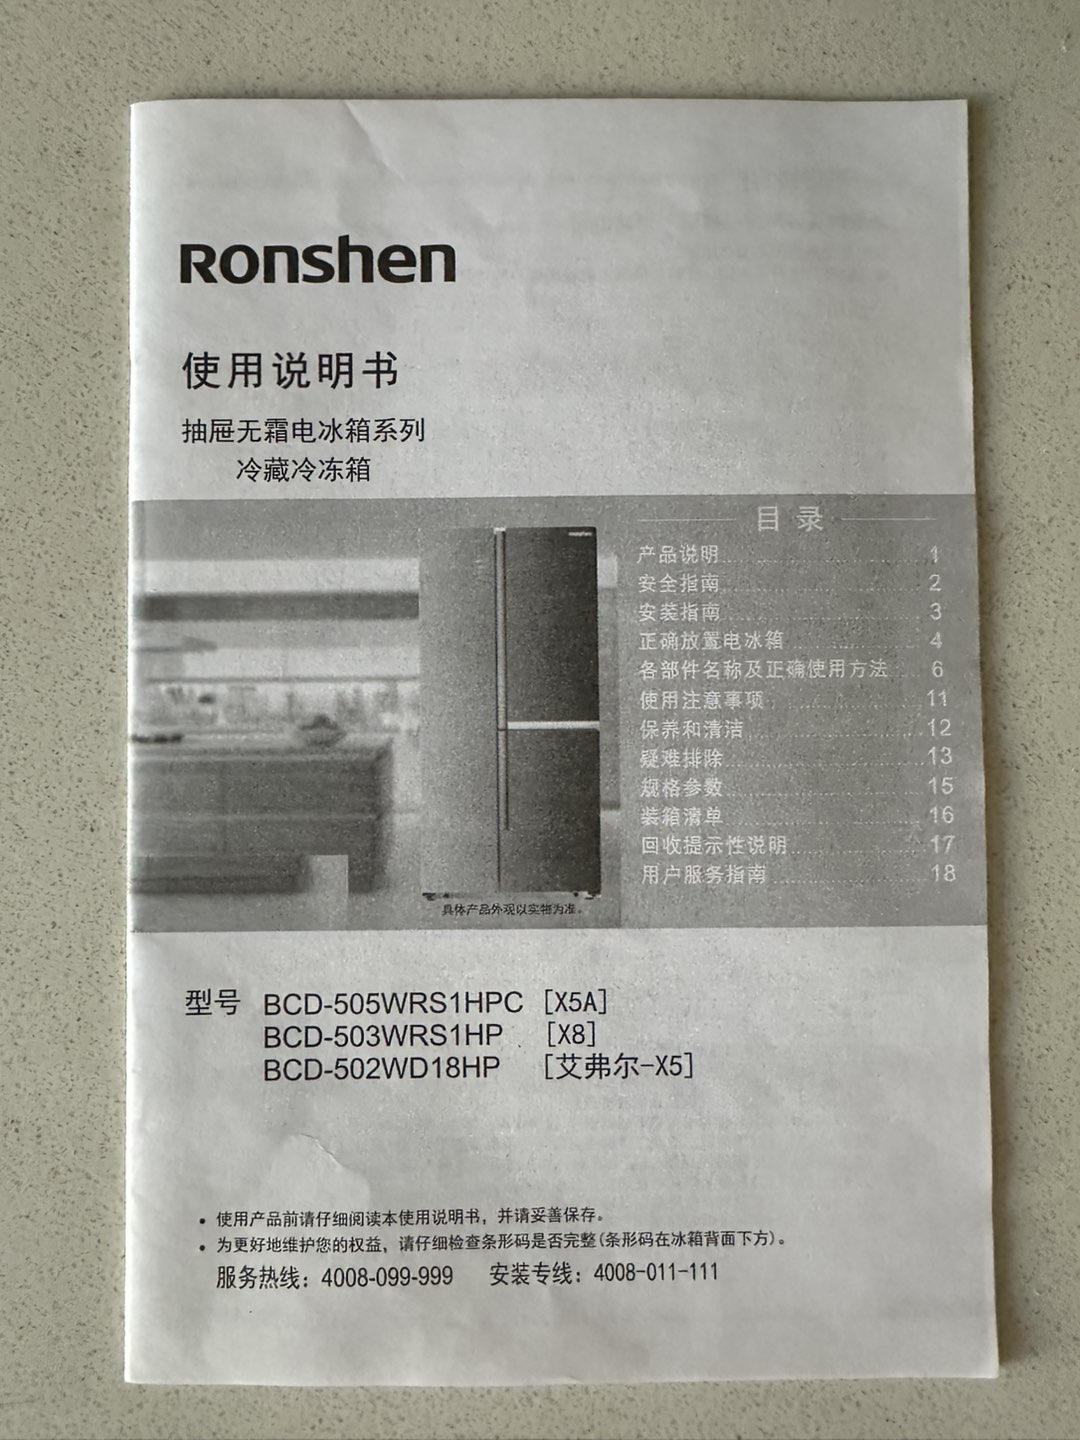 Ronshen
使用说明书
抽屉无霜电冰箱系列
冷藏冷冻箱
目 录
产品说明 1
安全指南 2
安装指南 3
正确放置电冰箱 4
各部件名称及正确使用方法 6
使用注意事项 11
保养和清洁 12
疑难排除 13
规格参数 15
装箱清单 16
回收提示性说明 17
用户服务指南 18
具体产品外观以实物为准。
型号 BCD-505WRS1HPC [X5A]
BCD-503WRS1HP [X8]
BCD-502WD18HP [艾弗尔-X5]
• 使用产品前请仔细阅读本使用说明书，并请妥善保存。
• 为更好地维护您的权益，请仔细检查条形码是否完整(条形码在冰箱背面下方)。
服务热线：4008-099-999 安装专线：4008-011-111